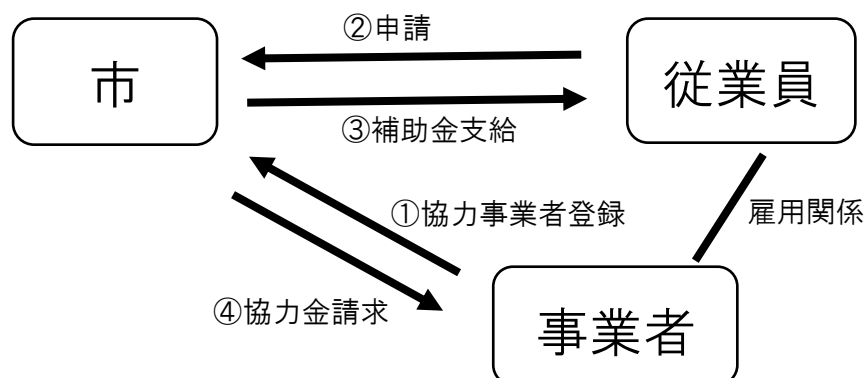 ②申請
市
従業員
③補助金支給
①協力事業者登録
雇用関係
④協力金請求
事業者